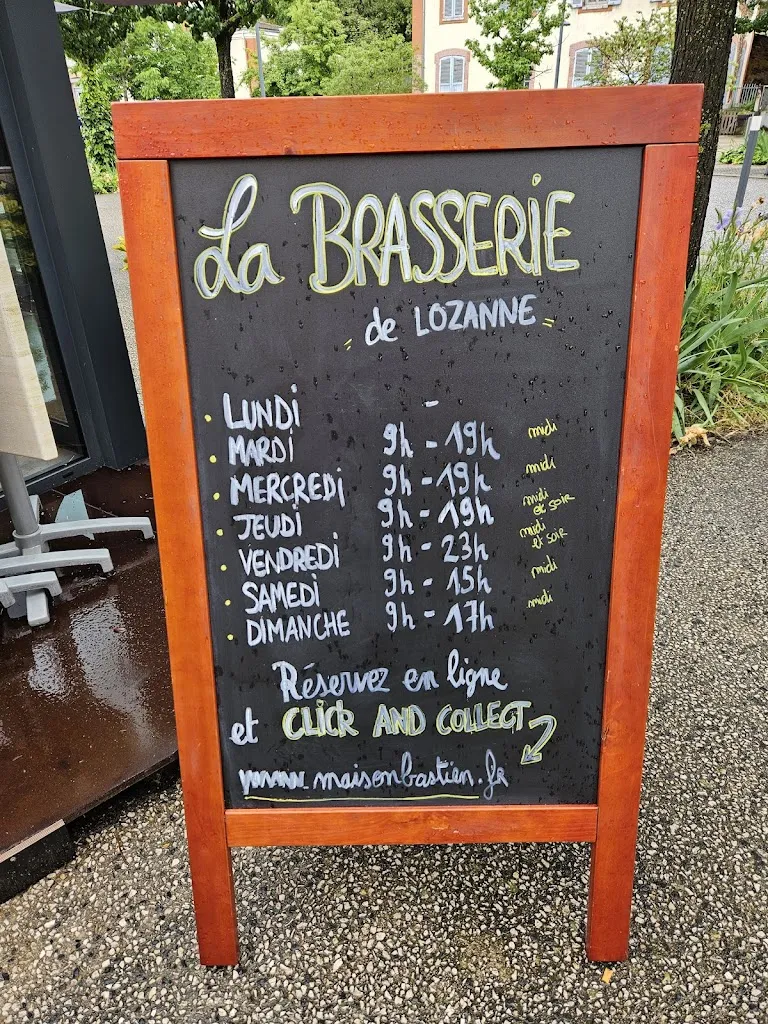 La BRASSERIE
de LOZANNE
LUNDI -
MARDI 9h - 19h midi
MERCREDI 9h - 19h midi
JEUDI 9h - 19h midi et soir
VENDREDI 9h - 23h midi et soir
SAMEDI 9h - 15h midi
DIMANCHE 9h - 17h midi
Réservez en ligne
et CLICK AND COLLECT
www.maisonbastien.fr